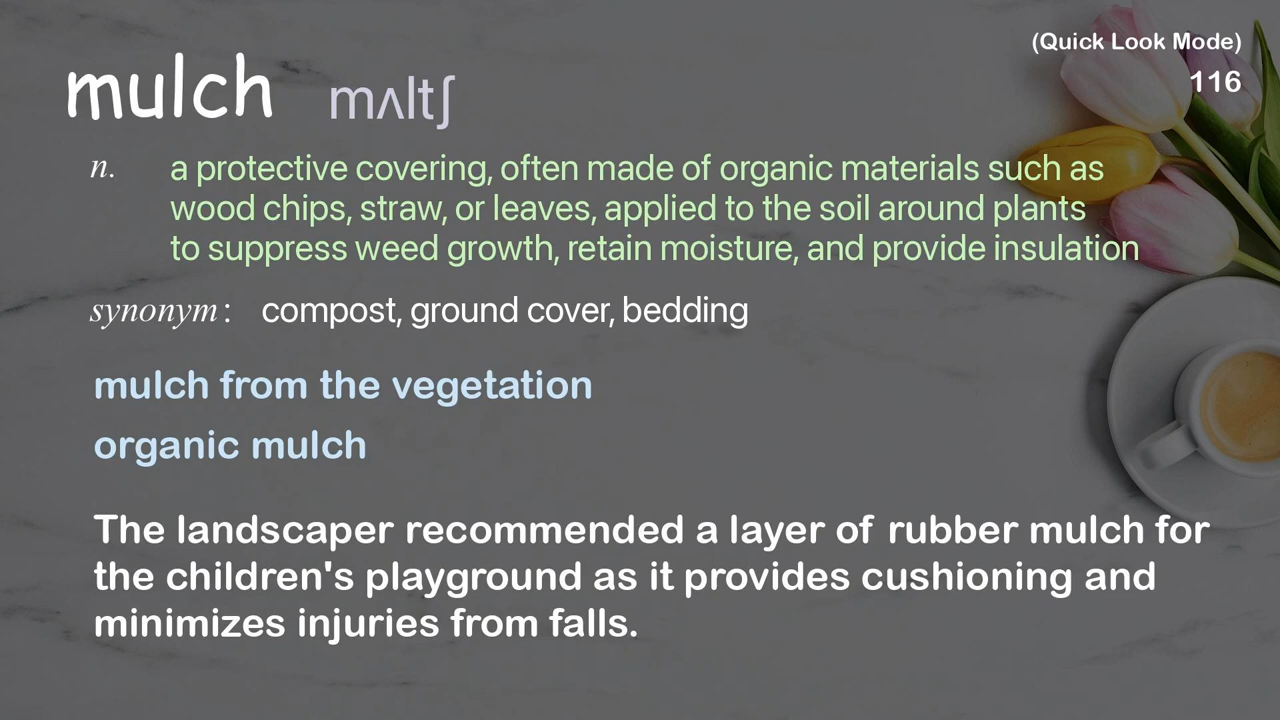 (Quick Look Mode)
116
mulch mʌltʃ
n. a protective covering, often made of organic materials such as
wood chips, straw, or leaves, applied to the soil around plants
to suppress weed growth, retain moisture, and provide insulation
synonym: compost, ground cover, bedding
mulch from the vegetation
organic mulch
The landscaper recommended a layer of rubber mulch for
the children's playground as it provides cushioning and
minimizes injuries from falls.